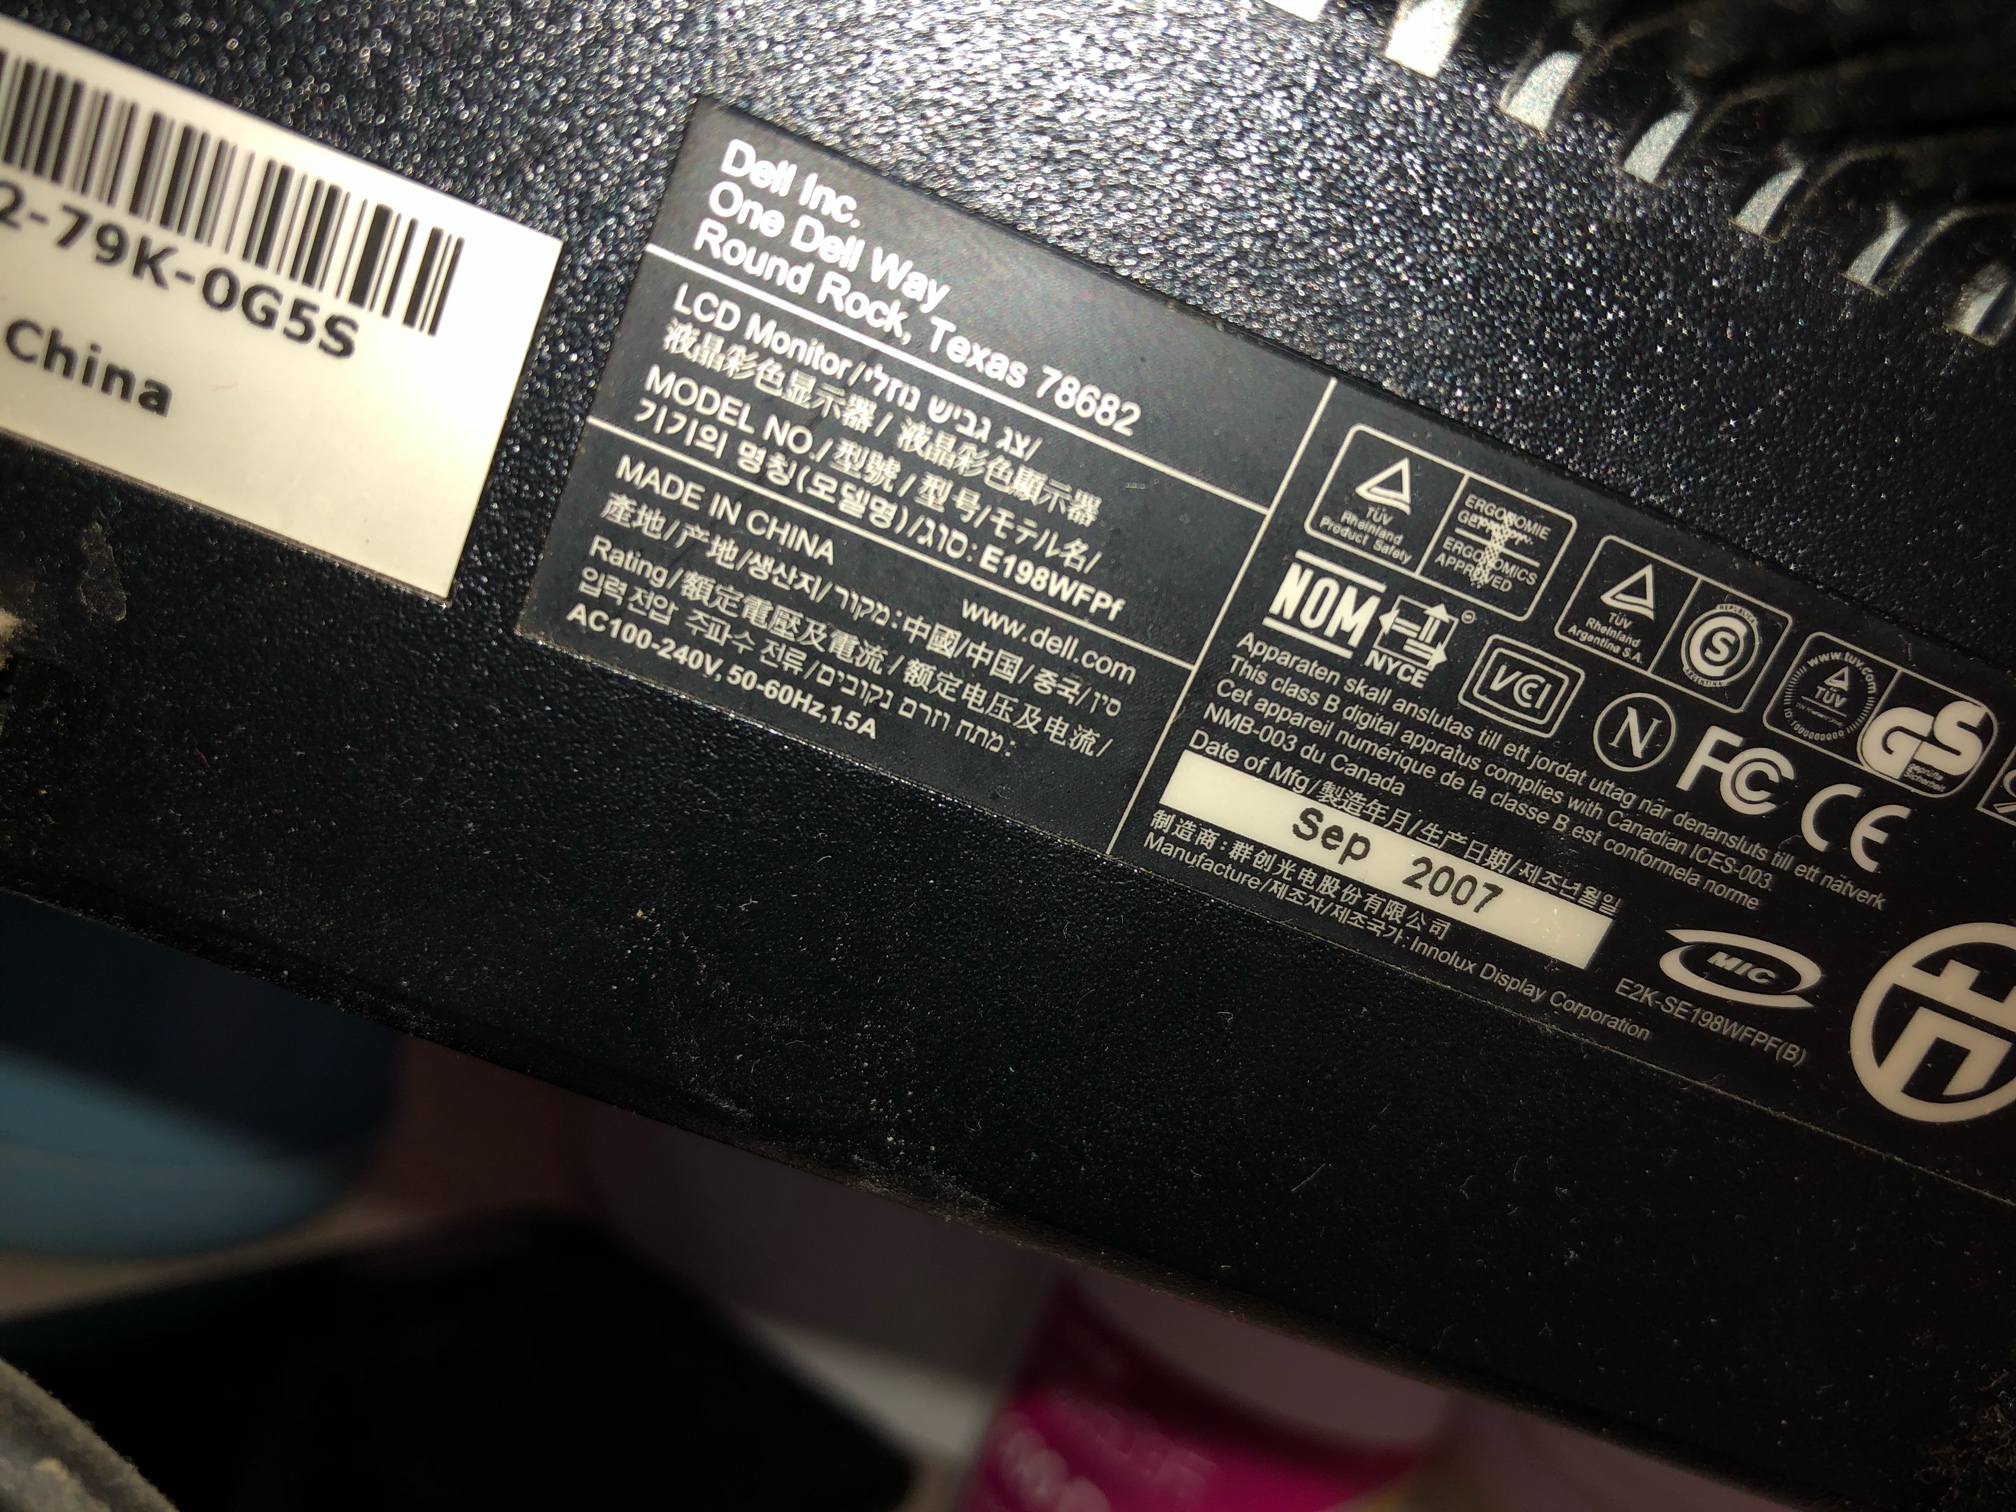 2-79K-0G5S
China
Dell Inc.
One Dell Way
Round Rock, Texas 78682
LCD Monitor/צג גביש נוזלי/
液晶彩色显示器/ 液晶彩色顯示器
MODEL NO./型號/型号/モデル名/
기기의 명칭(모델명)/סוג: E198WFPf
www.dell.com
MADE IN CHINA
產地/产地/생산지/מקור:中國/中国/중국/סין
Rating/額定電壓及電流/额定电压及电流/
입력전압 주파수 전류/מתח וזרם נקובים:
AC100-240V, 50-60Hz,1.5A
TÜV
Rheinland
Product Safety
ERGONOMIE
GEPRÜFT
ERGONOMICS
APPROVED
TÜV
Rheinland
Argentina S.A.
S
ARGENTINA
www.tuv.com
TÜV
GS
geprüfte
Sicherheit
NOM
NYCE
VCI
N
FC
CE
Apparaten skall anslutas till ett jordat uttag när denansluts till ett nätverk
This class B digital appratus complies with Canadian ICES-003
Cet appareil numérique de la classe B est conformela norme
NMB-003 du Canada
Date of Mfg/製造年月/生产日期/제조년월일
Sep 2007
制造商:群创光电股份有限公司
Manufacture/제조자/제조국가:Innolux Display Corporation
MIC
E2K-SE198WFPF(B)